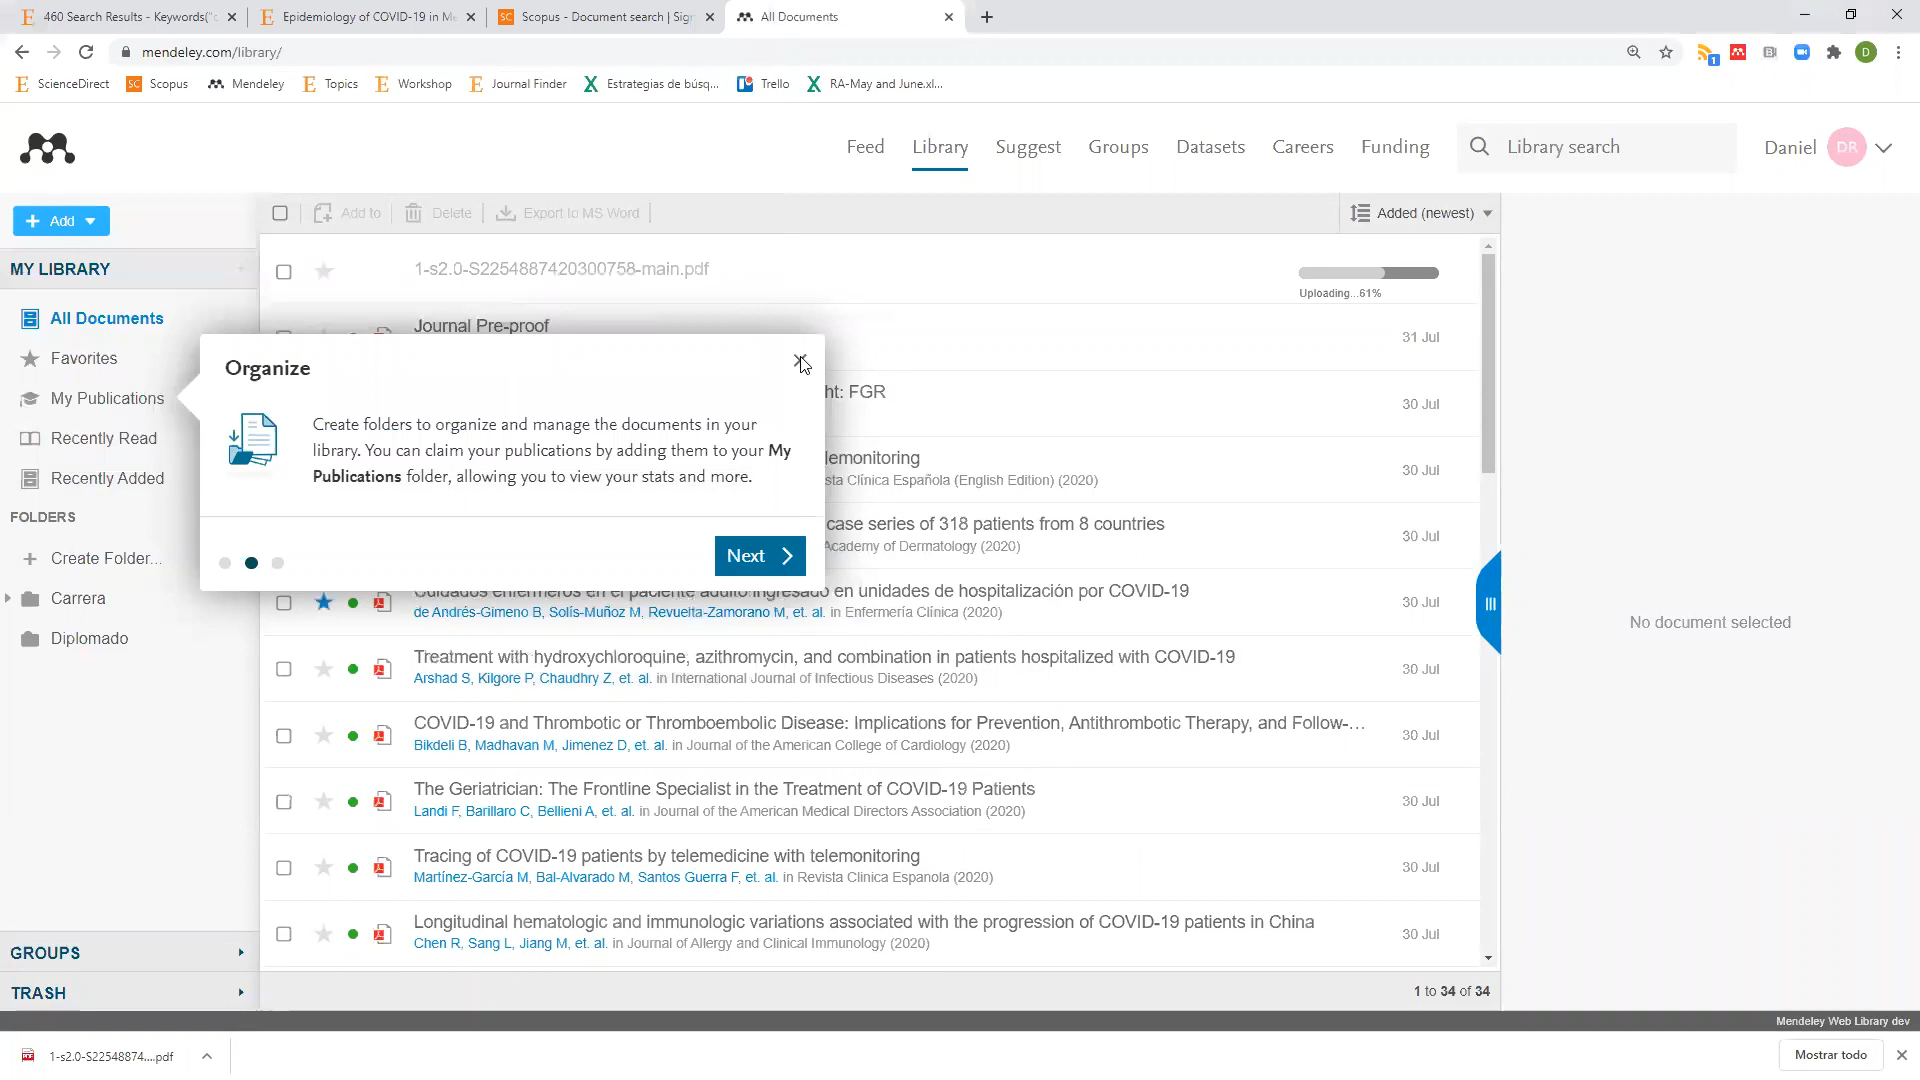 460 Search Results - Keywords("c
Epidemiology of COVID-19 in Me
SC Scopus - Document search | Sig
All Documents
mendeley.com/library/
1
D
ScienceDirect
SC Scopus
Mendeley
Topics
Workshop
Journal Finder
Estrategias de búsq...
Trello
RA-May and June.xl...
Feed
Library
Suggest
Groups
Datasets
Careers
Funding
Library search
Daniel
DR
+ Add
Add to
Delete
Export to MS Word
Added (newest)
MY LIBRARY
All Documents
Favorites
My Publications
Recently Read
Recently Added
FOLDERS
+ Create Folder...
Carrera
Diplomado
GROUPS
TRASH
1-s2.0-S2254887420300758-main.pdf
Uploading...61%
Journal Pre-proof
31 Jul
Organize
Create folders to organize and manage the documents in your
library. You can claim your publications by adding them to your My
Publications folder, allowing you to view your stats and more.
Next
ht: FGR
30 Jul
lemonitoring
sta Clínica Española (English Edition) (2020)
30 Jul
case series of 318 patients from 8 countries
Academy of Dermatology (2020)
30 Jul
Cuidados enfermeros en el paciente adulto ingresado en unidades de hospitalización por COVID-19
de Andrés-Gimeno B, Solís-Muñoz M, Revuelta-Zamorano M, et. al. in Enfermería Clínica (2020)
30 Jul
Treatment with hydroxychloroquine, azithromycin, and combination in patients hospitalized with COVID-19
Arshad S, Kilgore P, Chaudhry Z, et. al. in International Journal of Infectious Diseases (2020)
30 Jul
COVID-19 and Thrombotic or Thromboembolic Disease: Implications for Prevention, Antithrombotic Therapy, and Follow-...
Bikdeli B, Madhavan M, Jimenez D, et. al. in Journal of the American College of Cardiology (2020)
30 Jul
The Geriatrician: The Frontline Specialist in the Treatment of COVID-19 Patients
Landi F, Barillaro C, Bellieni A, et. al. in Journal of the American Medical Directors Association (2020)
30 Jul
Tracing of COVID-19 patients by telemedicine with telemonitoring
Martínez-García M, Bal-Alvarado M, Santos Guerra F, et. al. in Revista Clinica Espanola (2020)
30 Jul
Longitudinal hematologic and immunologic variations associated with the progression of COVID-19 patients in China
Chen R, Sang L, Jiang M, et. al. in Journal of Allergy and Clinical Immunology (2020)
30 Jul
No document selected
1 to 34 of 34
Mendeley Web Library dev
1-s2.0-S22548874....pdf
Mostrar todo